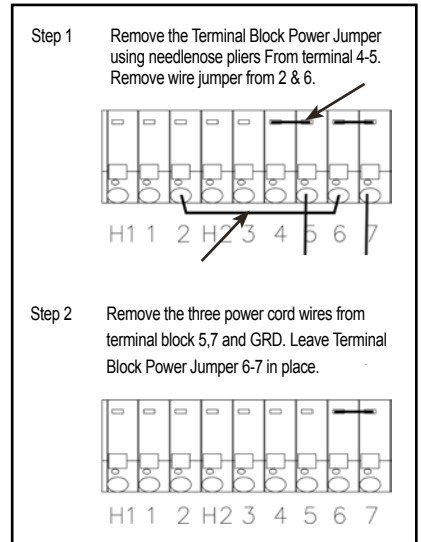 Step 1 Remove the Terminal Block Power Jumper
using needlenose pliers From terminal 4-5.
Remove wire jumper from 2 & 6.
H1 1 2 H2 3 4 5 6 7
Step 2 Remove the three power cord wires from
terminal block 5,7 and GRD. Leave Terminal
Block Power Jumper 6-7 in place.
H1 1 2 H2 3 4 5 6 7